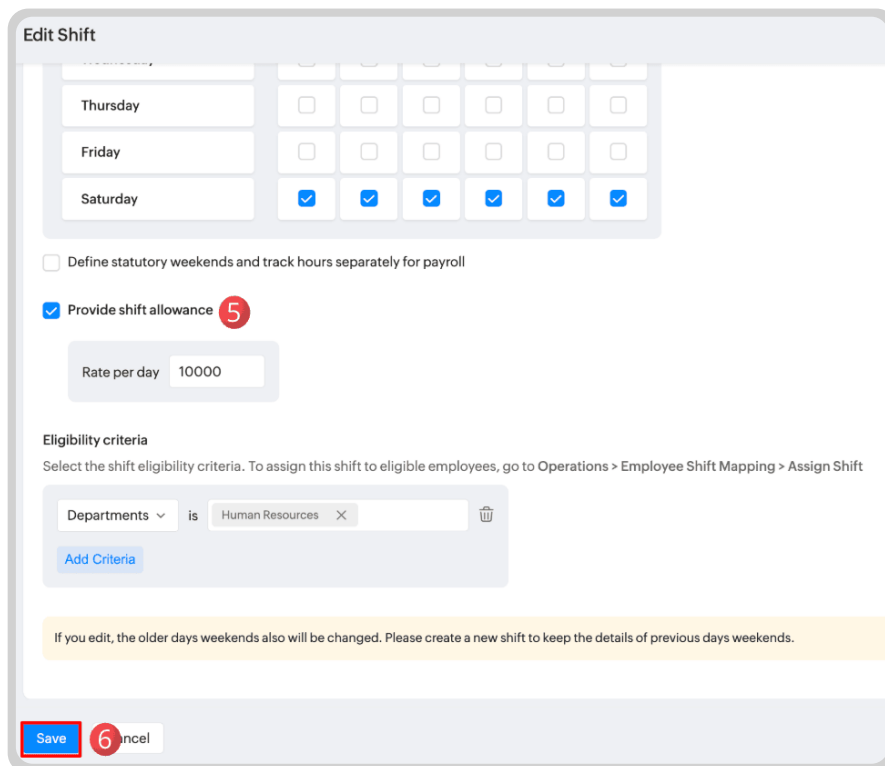 Edit Shift
Thursday
Friday
Saturday
Define statutory weekends and track hours separately for payroll
Provide shift allowance 5
Rate per day 10000
Eligibility criteria
Select the shift eligibility criteria. To assign this shift to eligible employees, go to Operations > Employee Shift Mapping > Assign Shift
Departments is Human Resources
Add Criteria
If you edit, the older days weekends also will be changed. Please create a new shift to keep the details of previous days weekends.
Save 6 ncel